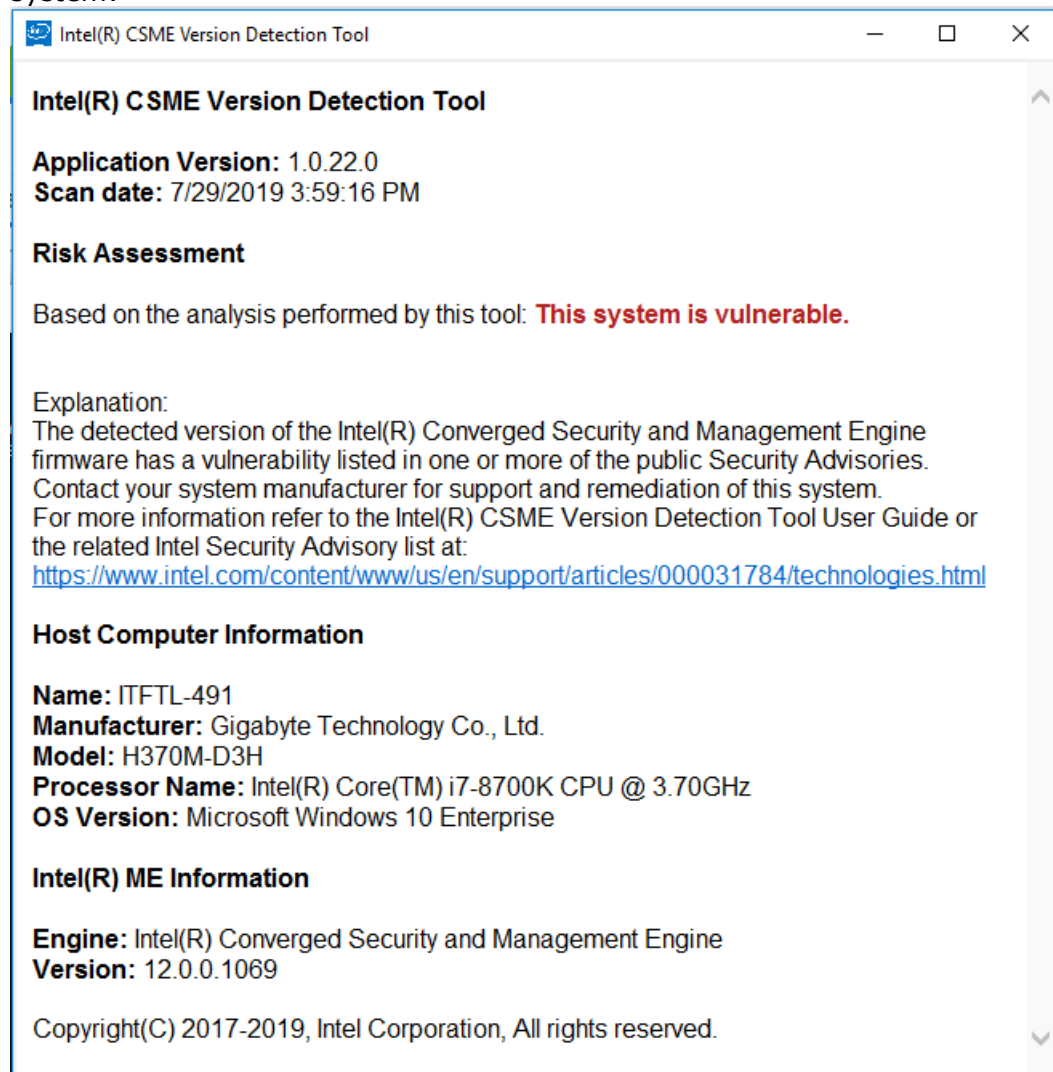 System.
Intel(R) CSME Version Detection Tool
Intel(R) CSME Version Detection Tool
Application Version: 1.0.22.0
Scan date: 7/29/2019 3:59:16 PM
Risk Assessment
Based on the analysis performed by this tool: This system is vulnerable.
Explanation:
The detected version of the Intel(R) Converged Security and Management Engine
firmware has a vulnerability listed in one or more of the public Security Advisories.
Contact your system manufacturer for support and remediation of this system.
For more information refer to the Intel(R) CSME Version Detection Tool User Guide or
the related Intel Security Advisory list at:
https://www.intel.com/content/www/us/en/support/articles/000031784/technologies.html
Host Computer Information
Name: ITFTL-491
Manufacturer: Gigabyte Technology Co., Ltd.
Model: H370M-D3H
Processor Name: Intel(R) Core(TM) i7-8700K CPU @ 3.70GHz
OS Version: Microsoft Windows 10 Enterprise
Intel(R) ME Information
Engine: Intel(R) Converged Security and Management Engine
Version: 12.0.0.1069
Copyright(C) 2017-2019, Intel Corporation, All rights reserved.